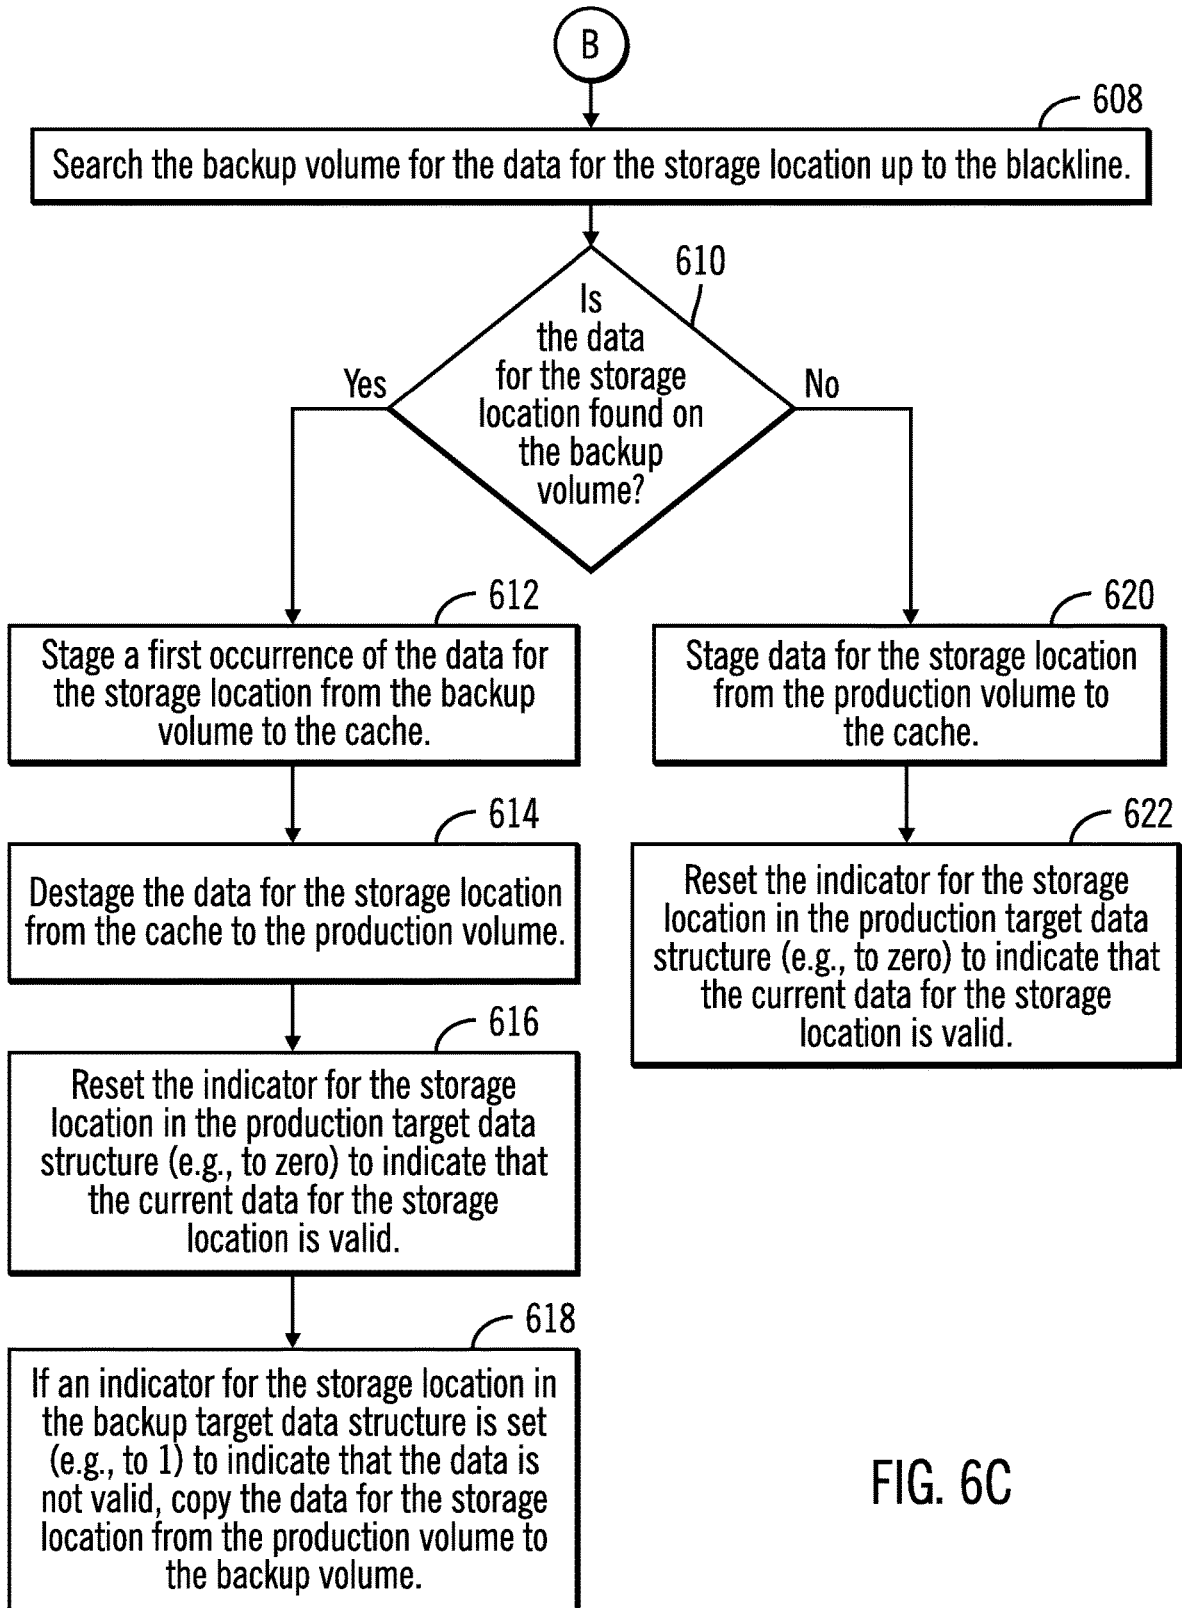 B
608
Search the backup volume for the data for the storage location up to the blackline.
610
Is
the data
for the storage
location found on
the backup
volume?
Yes
No
612
Stage a first occurrence of the data for
the storage location from the backup
volume to the cache.
620
Stage data for the storage location
from the production volume to
the cache.
614
Destage the data for the storage location
from the cache to the production volume.
622
Reset the indicator for the storage
location in the production target data
structure (e.g., to zero) to indicate that
the current data for the storage
location is valid.
616
Reset the indicator for the storage
location in the production target data
structure (e.g., to zero) to indicate that
the current data for the storage
location is valid.
618
If an indicator for the storage location in
the backup target data structure is set
(e.g., to 1) to indicate that the data is
not valid, copy the data for the storage
location from the production volume to
the backup volume.
FIG. 6C